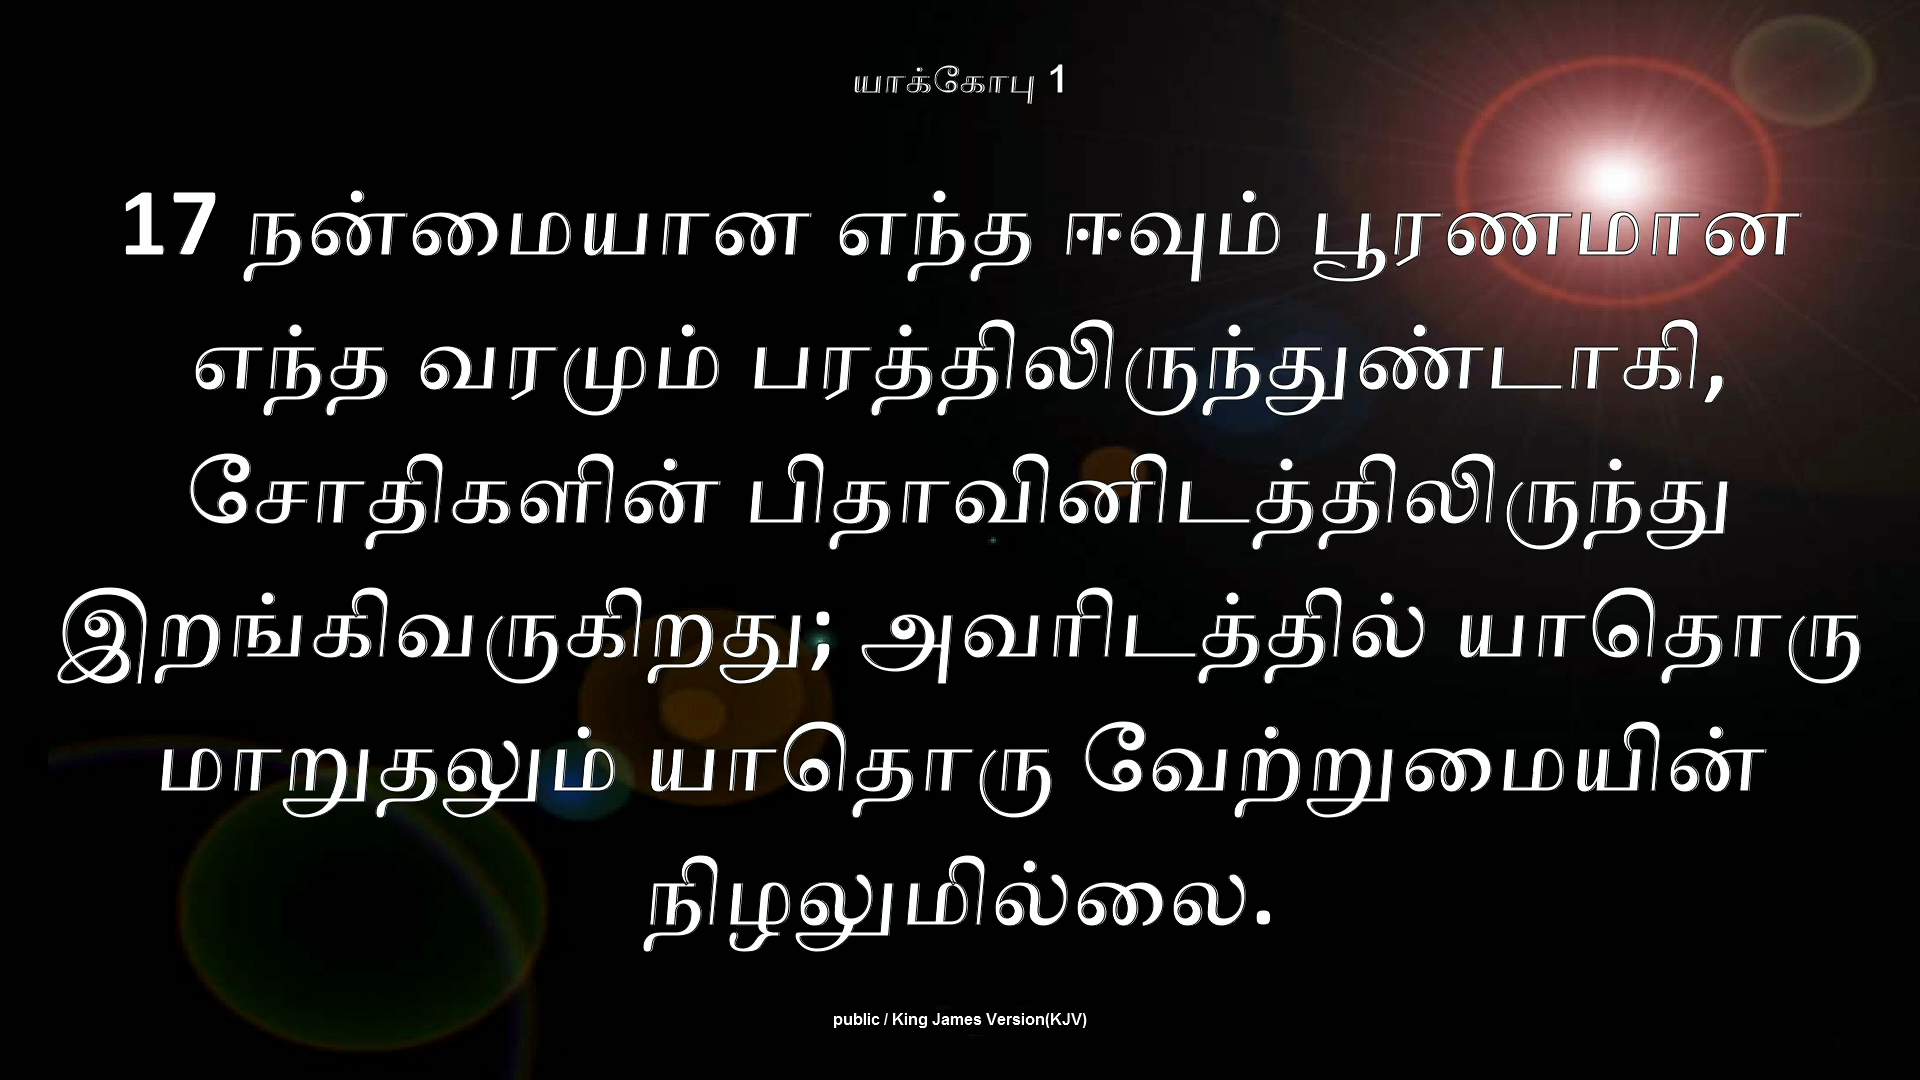 யாக்கோபு 1
17 நன்மையான எந்த ஈவும் பூரணமான
எந்த வரமும் பரத்திலிருந்துண்டாகி,
சோதிகளின் பிதாவினிடத்திலிருந்து
இறங்கிவருகிறது; அவரிடத்தில் யாதொரு
மாறுதலும் யாதொரு வேற்றுமையின்
நிழலுமில்லை.
public / King James Version(KJV)